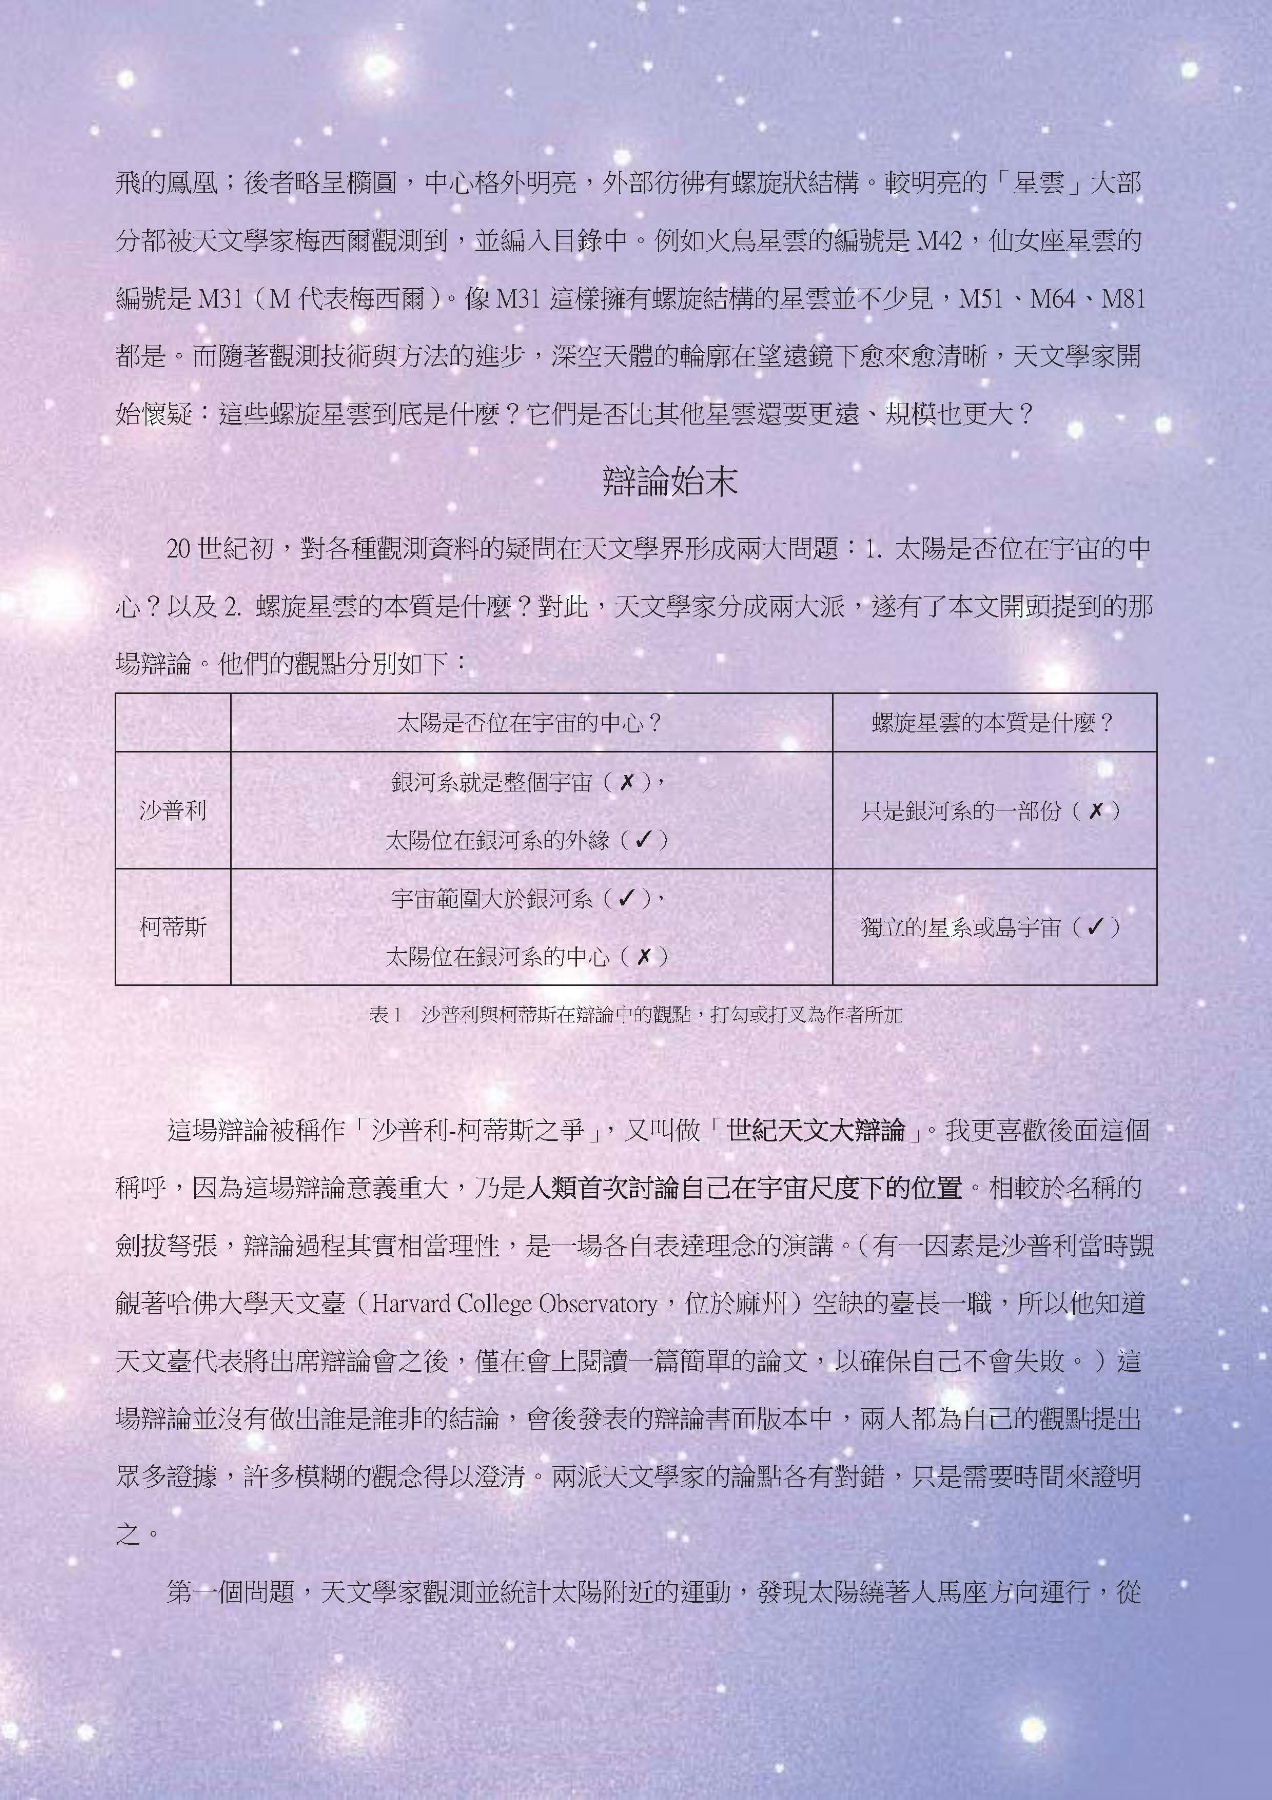 飛的鳳凰；後者略呈橢圓，中心格外明亮，外部彷彿有螺旋狀結構。較明亮的「星雲」大部
分都被天文學家梅西爾觀測到，並編入目錄中。例如火鳥星雲的編號是 M42，仙女座星雲的
編號是 M31（M 代表梅西爾）。像 M31 這樣擁有螺旋結構的星雲並不少見，M51、M64、M81
都是。而隨著觀測技術與方法的進步，深空天體的輪廓在望遠鏡下愈來愈清晰，天文學家開
始懷疑：這些螺旋星雲到底是什麼？它們是否比其他星雲還要更遠、規模也更大？
辯論始末
20 世紀初，對各種觀測資料的疑問在天文學界形成兩大問題：1. 太陽是否位在宇宙的中
心？以及 2. 螺旋星雲的本質是什麼？對此，天文學家分成兩大派，遂有了本文開頭提到的那
場辯論。他們的觀點分別如下：
太陽是否位在宇宙的中心？ 螺旋星雲的本質是什麼？
沙普利
銀河系就是整個宇宙（✗），
太陽位在銀河系的外緣（✓）
只是銀河系的一部份（✗）
柯蒂斯
宇宙範圍大於銀河系（✓），
太陽位在銀河系的中心（✗）
獨立的星系或島宇宙（✓）
表 1　沙普利與柯蒂斯在辯論中的觀點，打勾或打叉為作者所加
這場辯論被稱作「沙普利-柯蒂斯之爭」，又叫做「世紀天文大辯論」。我更喜歡後面這個
稱呼，因為這場辯論意義重大，乃是人類首次討論自己在宇宙尺度下的位置。相較於名稱的
劍拔弩張，辯論過程其實相當理性，是一場各自表達理念的演講。（有一因素是沙普利當時覬
覦著哈佛大學天文臺（Harvard College Observatory，位於麻州）空缺的臺長一職，所以他知道
天文臺代表將出席辯論會之後，僅在會上閱讀一篇簡單的論文，以確保自己不會失敗。）這
場辯論並沒有做出誰是誰非的結論，會後發表的辯論書面版本中，兩人都為自己的觀點提出
眾多證據，許多模糊的觀念得以澄清。兩派天文學家的論點各有對錯，只是需要時間來證明
之。
第一個問題，天文學家觀測並統計太陽附近的運動，發現太陽繞著人馬座方向運行，從